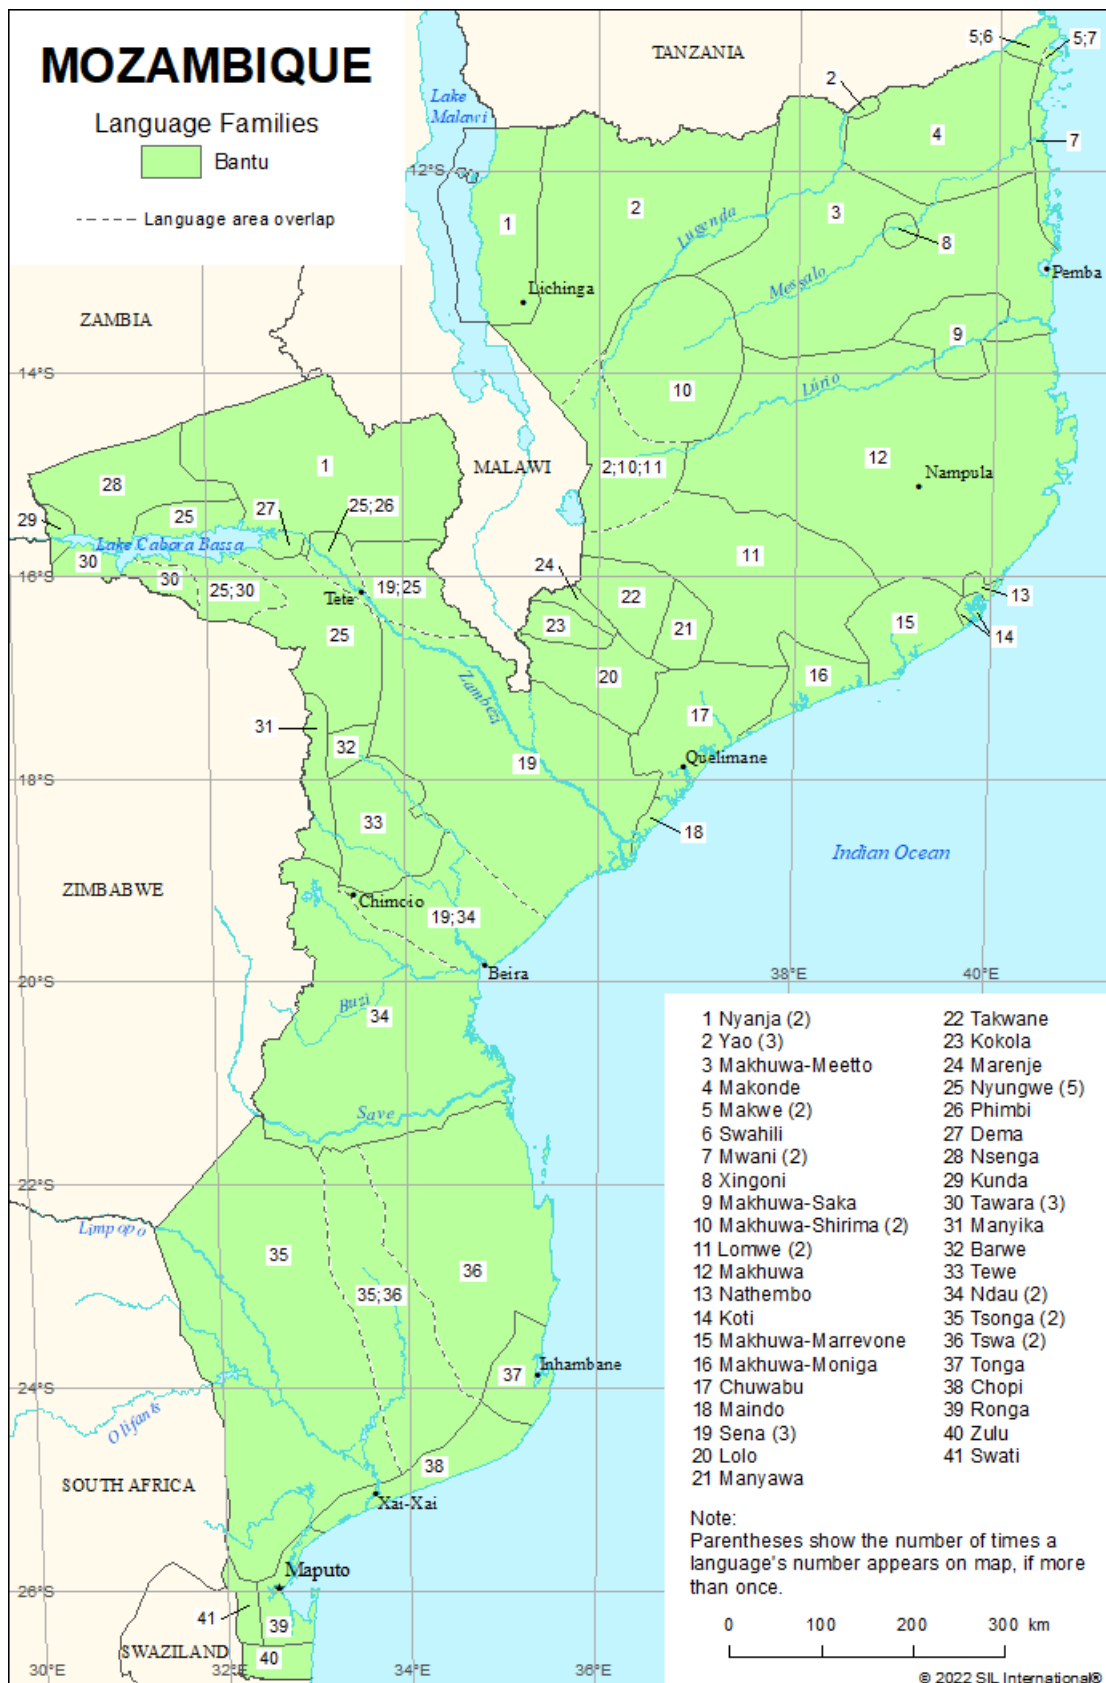 MOZAMBIQUE
Language Families
Bantu
Language area overlap
TANZANIA
5;6
5;7
2
Lake
Malawi
4
7
12°S
1
2
3
Lugenda
8
Messalo
Pemba
Lichinga
ZAMBIA
9
14°S
10
Lúrio
MALAWI
2;10;11
12
Nampula
1
28
25
27
25;26
29
Lake Cabora Bassa
11
30
30
25;30
19;25
24
16°S
Tete
22
13
23
21
15
14
25
20
16
Zambezi
17
31
32
19
Quelimane
18°S
33
18
Indian Ocean
ZIMBABWE
Chimoio
19;34
Beira
38°E
40°E
20°S
Buzi
34
Save
22°S
Limpopo
35
36
35;36
37
Inhambane
24°S
Olifants
38
SOUTH AFRICA
Xai-Xai
Maputo
26°S
41
39
SWAZILAND
40
30°E
32°E
34°E
36°E
1 Nyanja (2)
2 Yao (3)
3 Makhuwa-Meetto
4 Makonde
5 Makwe (2)
6 Swahili
7 Mwani (2)
8 Xingoni
9 Makhuwa-Saka
10 Makhuwa-Shirima (2)
11 Lomwe (2)
12 Makhuwa
13 Nathembo
14 Koti
15 Makhuwa-Marrevone
16 Makhuwa-Moniga
17 Chuwabu
18 Maindo
19 Sena (3)
20 Lolo
21 Manyawa
22 Takwane
23 Kokola
24 Marenje
25 Nyungwe (5)
26 Phimbi
27 Dema
28 Nsenga
29 Kunda
30 Tawara (3)
31 Manyika
32 Barwe
33 Tewe
34 Ndau (2)
35 Tsonga (2)
36 Tswa (2)
37 Tonga
38 Chopi
39 Ronga
40 Zulu
41 Swati
Note:
Parentheses show the number of times a
language's number appears on map, if more
than once.
0 100 200 300 km
© 2022 SIL International®